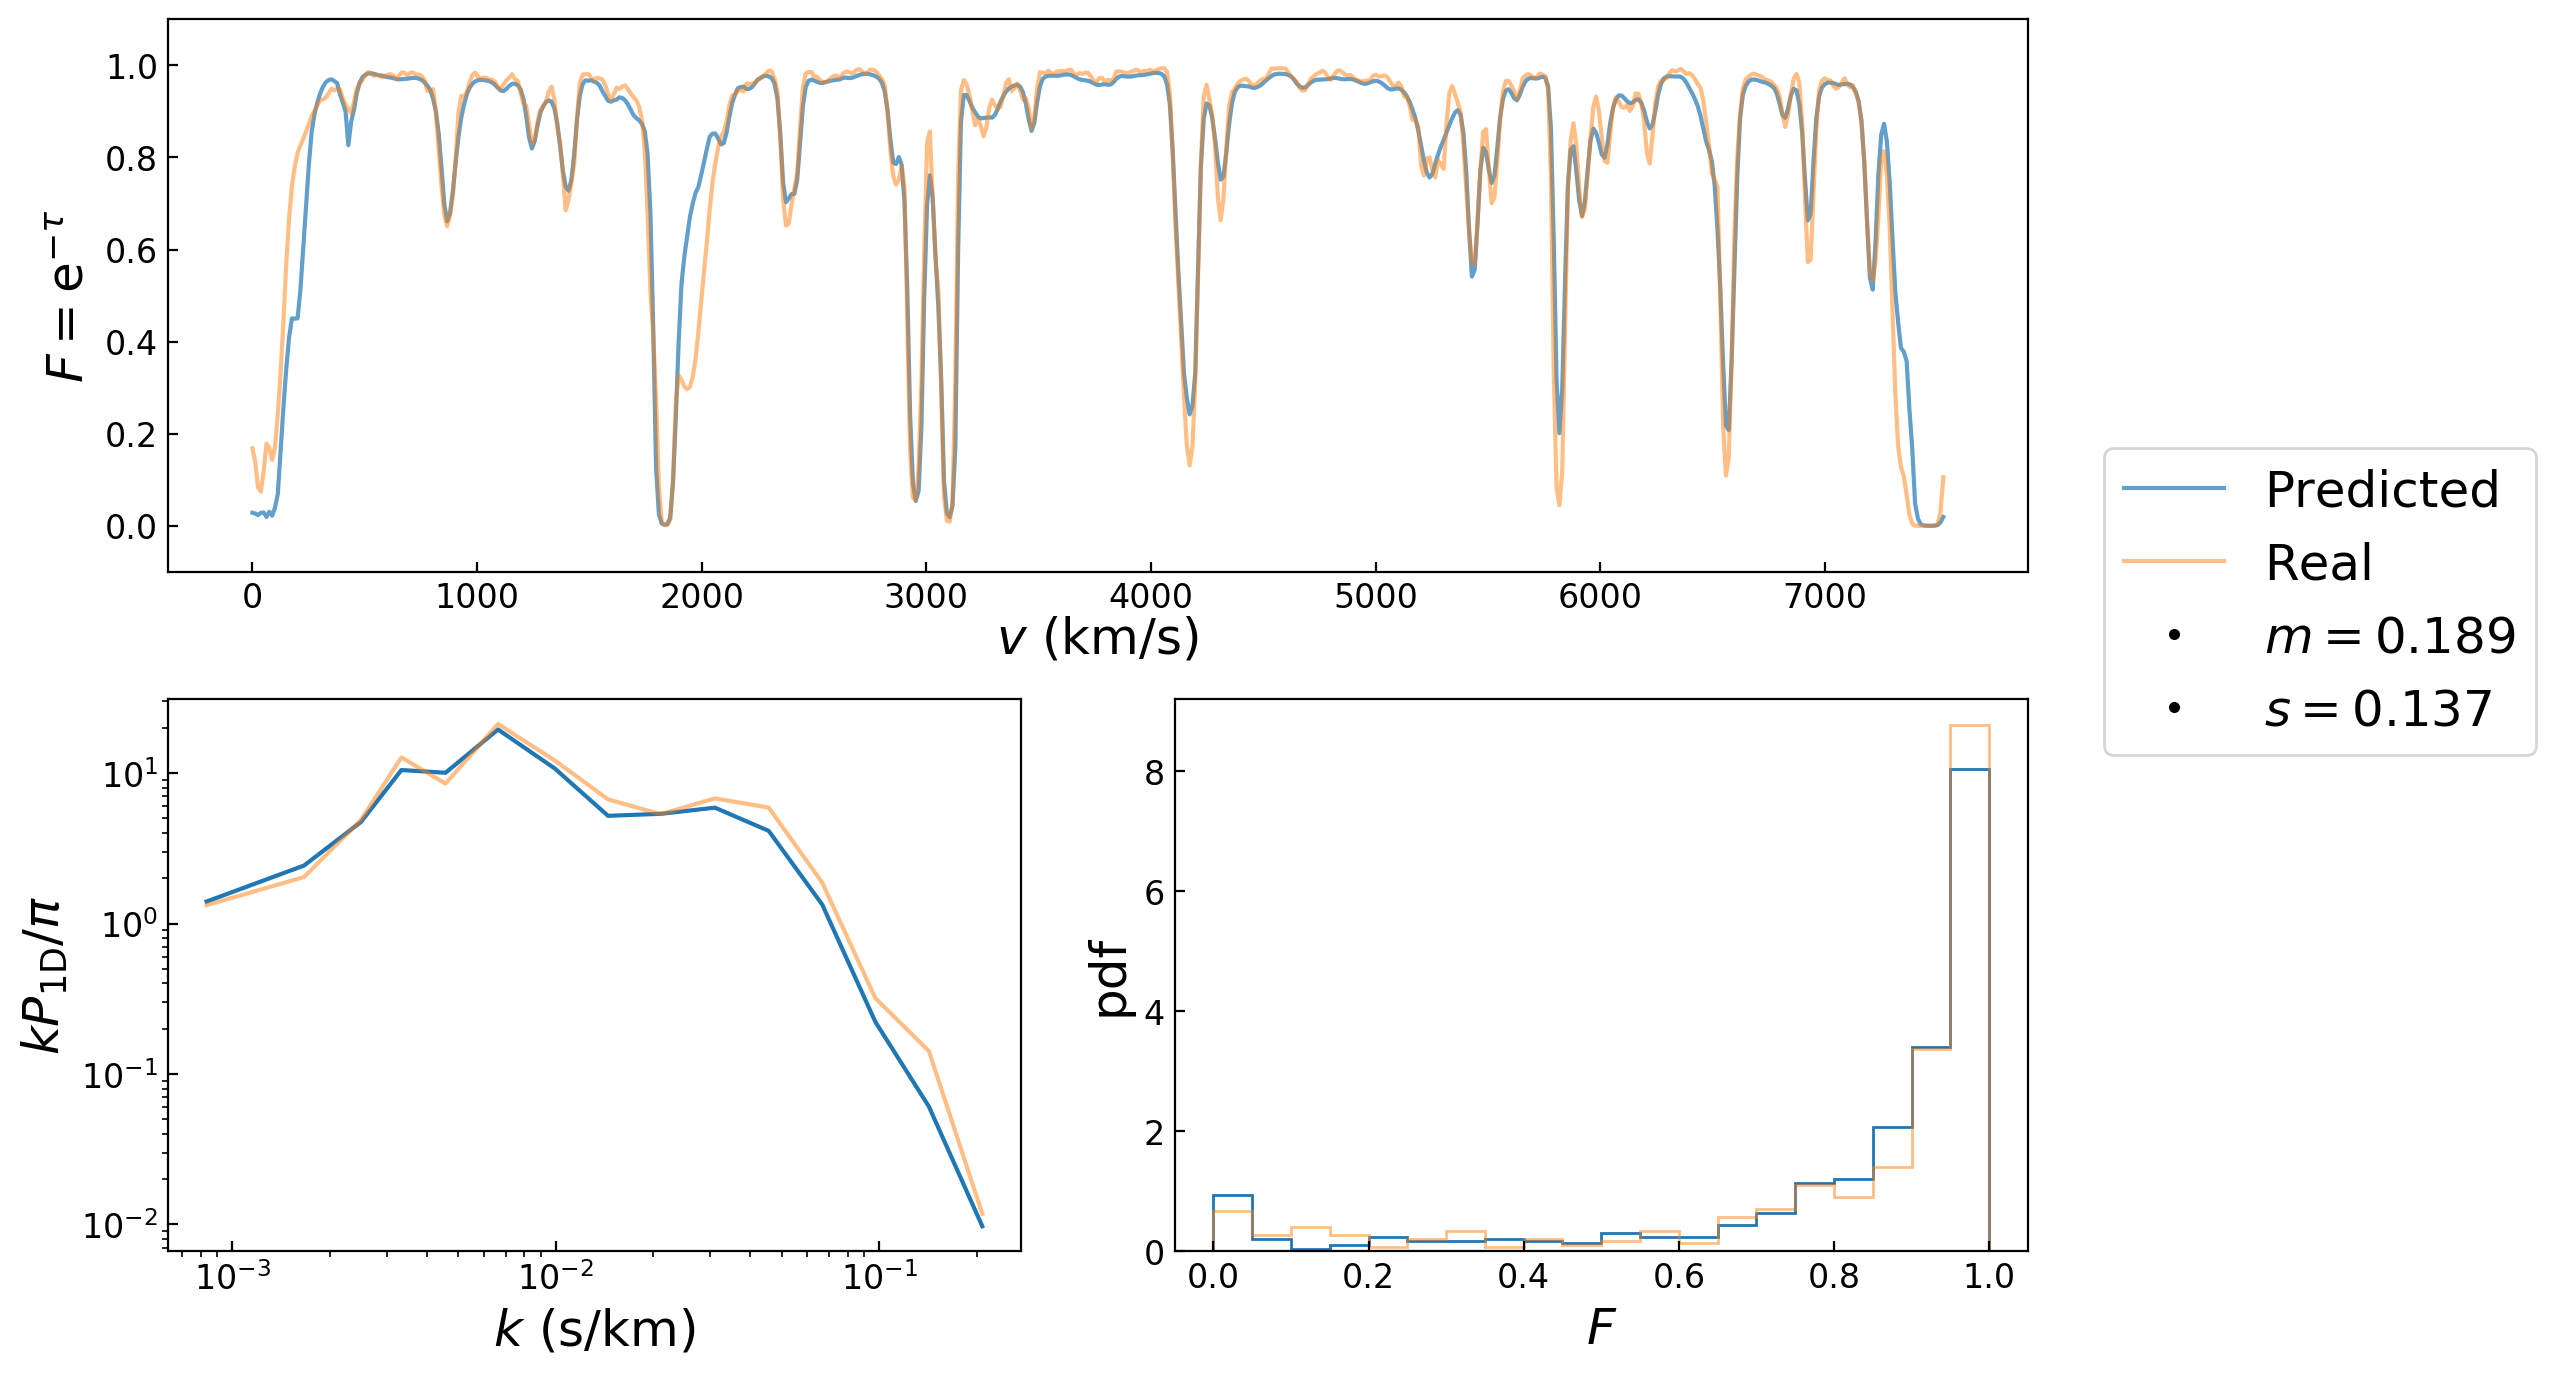 1.0
0.8
0.6
0.4
0.2
0.0
F = e^{-τ}
0 1000 2000 3000 4000 5000 6000 7000
v (km/s)
Predicted
Real
m = 0.189
s = 0.137
10^1
10^0
10^{-1}
10^{-2}
kP_{1D}/π
10^{-3} 10^{-2} 10^{-1}
k (s/km)
8
6
4
2
0
pdf
0.0 0.2 0.4 0.6 0.8 1.0
F